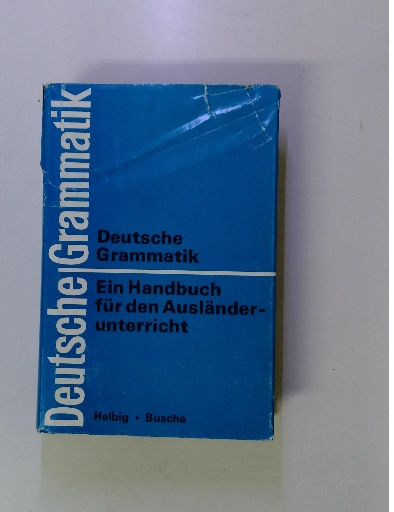 Deutsche Grammatik
Deutsche
Grammatik
Ein Handbuch
für den Ausländer-
unterricht
Helbig • Buscha